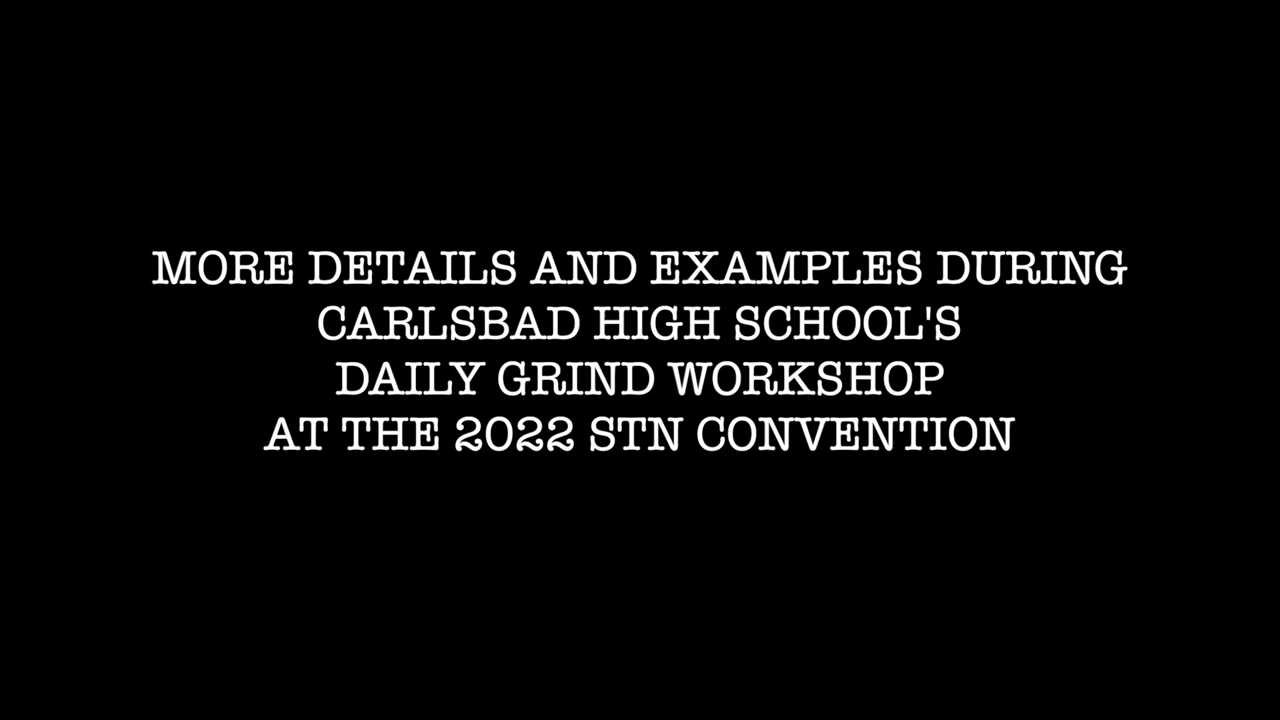 MORE DETAILS AND EXAMPLES DURING
CARLSBAD HIGH SCHOOL'S
DAILY GRIND WORKSHOP
AT THE 2022 STN CONVENTION